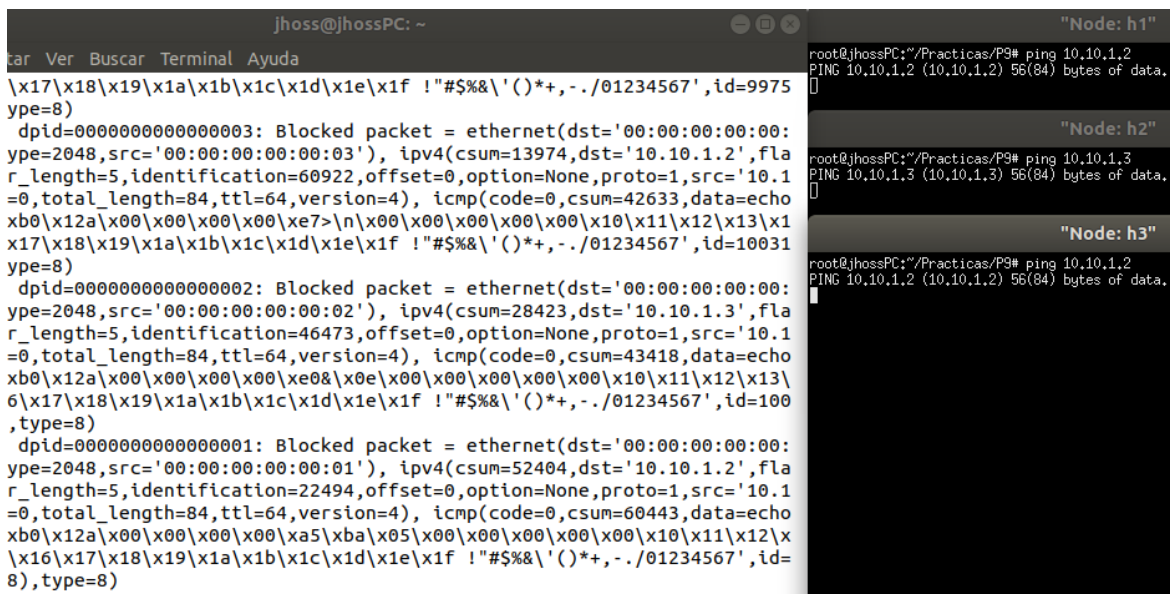 jhoss@jhossPC: ~
tar Ver Buscar Terminal Ayuda
\x17\x18\x19\x1a\x1b\x1c\x1d\x1e\x1f !"#$%&\'()*+,-./01234567',id=9975
ype=8)
dpid=0000000000000003: Blocked packet = ethernet(dst='00:00:00:00:00:
ype=2048,src='00:00:00:00:00:03'), ipv4(csum=13974,dst='10.10.1.2',fla
r_length=5,identification=60922,offset=0,option=None,proto=1,src='10.1
=0,total_length=84,ttl=64,version=4), icmp(code=0,csum=42633,data=echo
xb0\x12a\x00\x00\x00\x00\xe7>\n\x00\x00\x00\x00\x00\x10\x11\x12\x13\x1
x17\x18\x19\x1a\x1b\x1c\x1d\x1e\x1f !"#$%&\'()*+,-./01234567',id=10031
ype=8)
dpid=0000000000000002: Blocked packet = ethernet(dst='00:00:00:00:00:
ype=2048,src='00:00:00:00:00:02'), ipv4(csum=28423,dst='10.10.1.3',fla
r_length=5,identification=46473,offset=0,option=None,proto=1,src='10.1
=0,total_length=84,ttl=64,version=4), icmp(code=0,csum=43418,data=echo
xb0\x12a\x00\x00\x00\x00\xe0&\x0e\x00\x00\x00\x00\x00\x10\x11\x12\x13\
6\x17\x18\x19\x1a\x1b\x1c\x1d\x1e\x1f !"#$%&\'()*+,-./01234567',id=100
,type=8)
dpid=0000000000000001: Blocked packet = ethernet(dst='00:00:00:00:00:
ype=2048,src='00:00:00:00:00:01'), ipv4(csum=52404,dst='10.10.1.2',fla
r_length=5,identification=22494,offset=0,option=None,proto=1,src='10.1
=0,total_length=84,ttl=64,version=4), icmp(code=0,csum=60443,data=echo
xb0\x12a\x00\x00\x00\x00\xa5\xba\x05\x00\x00\x00\x00\x00\x10\x11\x12\x
\x16\x17\x18\x19\x1a\x1b\x1c\x1d\x1e\x1f !"#$%&\'()*+,-./01234567',id=
8),type=8)
"Node: h1"
root@jhossPC:~/Practicas/P9# ping 10.10.1.2
PING 10.10.1.2 (10.10.1.2) 56(84) bytes of data.
"Node: h2"
root@jhossPC:~/Practicas/P9# ping 10.10.1.3
PING 10.10.1.3 (10.10.1.3) 56(84) bytes of data.
"Node: h3"
root@jhossPC:~/Practicas/P9# ping 10.10.1.2
PING 10.10.1.2 (10.10.1.2) 56(84) bytes of data.